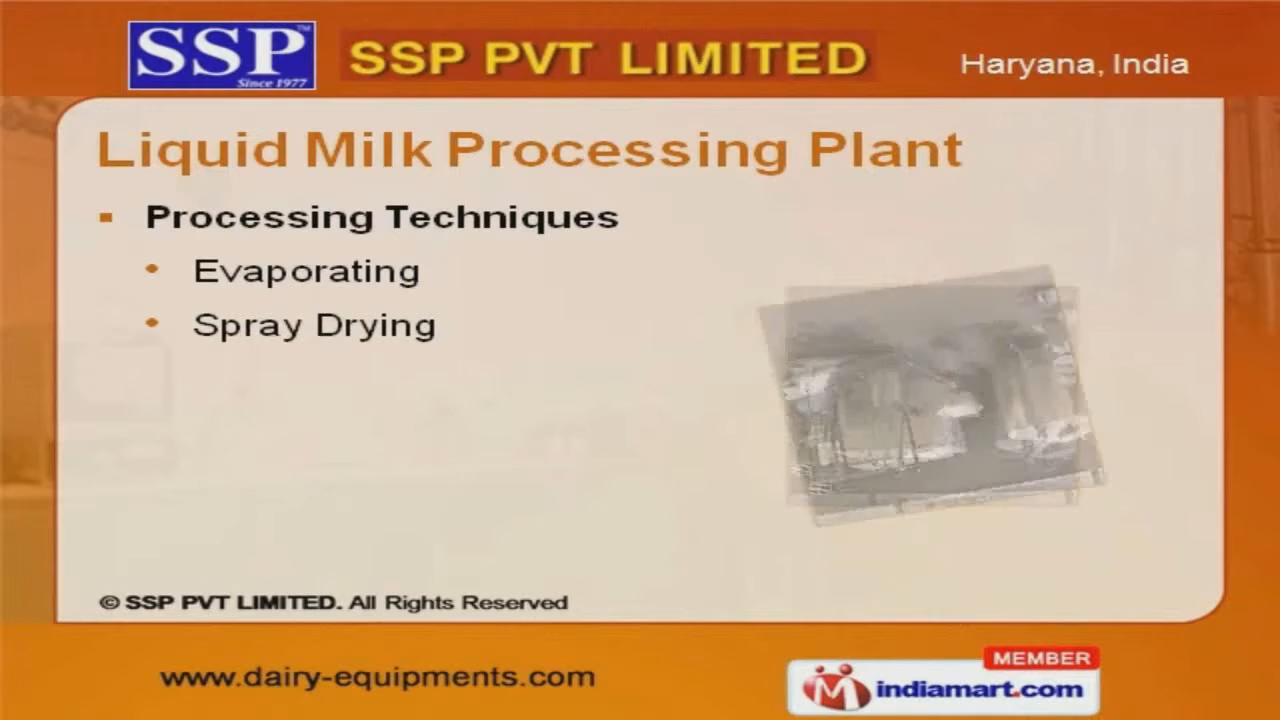 SSP™
Since 1977
SSP PVT LIMITED
Haryana, India
Liquid Milk Processing Plant
▪ Processing Techniques
• Evaporating
• Spray Drying
© SSP PVT LIMITED. All Rights Reserved
www.dairy-equipments.com
MEMBER
indiamart.com